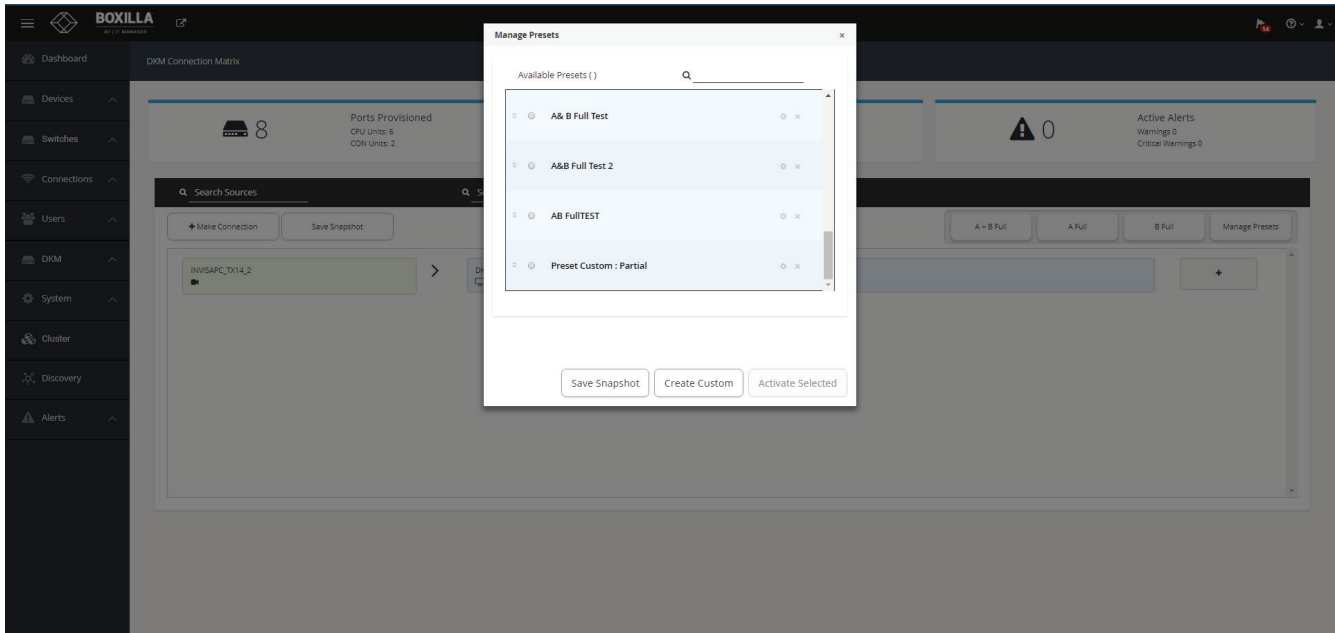 BOXILLA
AV | IT MANAGER
14
Dashboard
Devices
Switches
Connections
Users
DKM
System
Cluster
Discovery
Alerts
DKM Connection Matrix
8
Ports Provisioned
CPU Units: 6
CON Units: 2
0
Active Alerts
Warnings 0
Critical Warnings 0
Search Sources
+ Make Connection
Save Snapshot
A + B Full
A Full
B Full
Manage Presets
INVISAPC_TX14_2
+
Manage Presets
x
Available Presets ( )
A& B Full Test
A&B Full Test 2
AB FullTEST
Preset Custom : Partial
Save Snapshot
Create Custom
Activate Selected